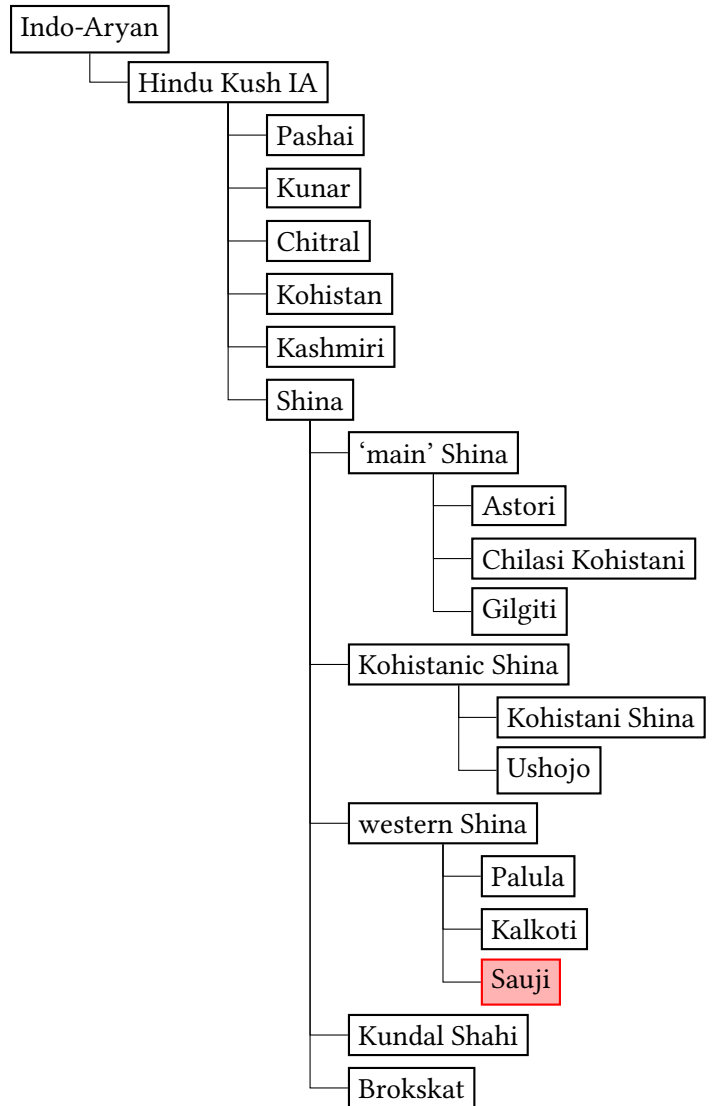 Indo-Aryan
Hindu Kush IA
Pashai
Kunar
Chitral
Kohistan
Kashmiri
Shina
‘main’ Shina
Astori
Chilasi Kohistani
Gilgiti
Kohistanic Shina
Kohistani Shina
Ushojo
western Shina
Palula
Kalkoti
Sauji
Kundal Shahi
Brokskat